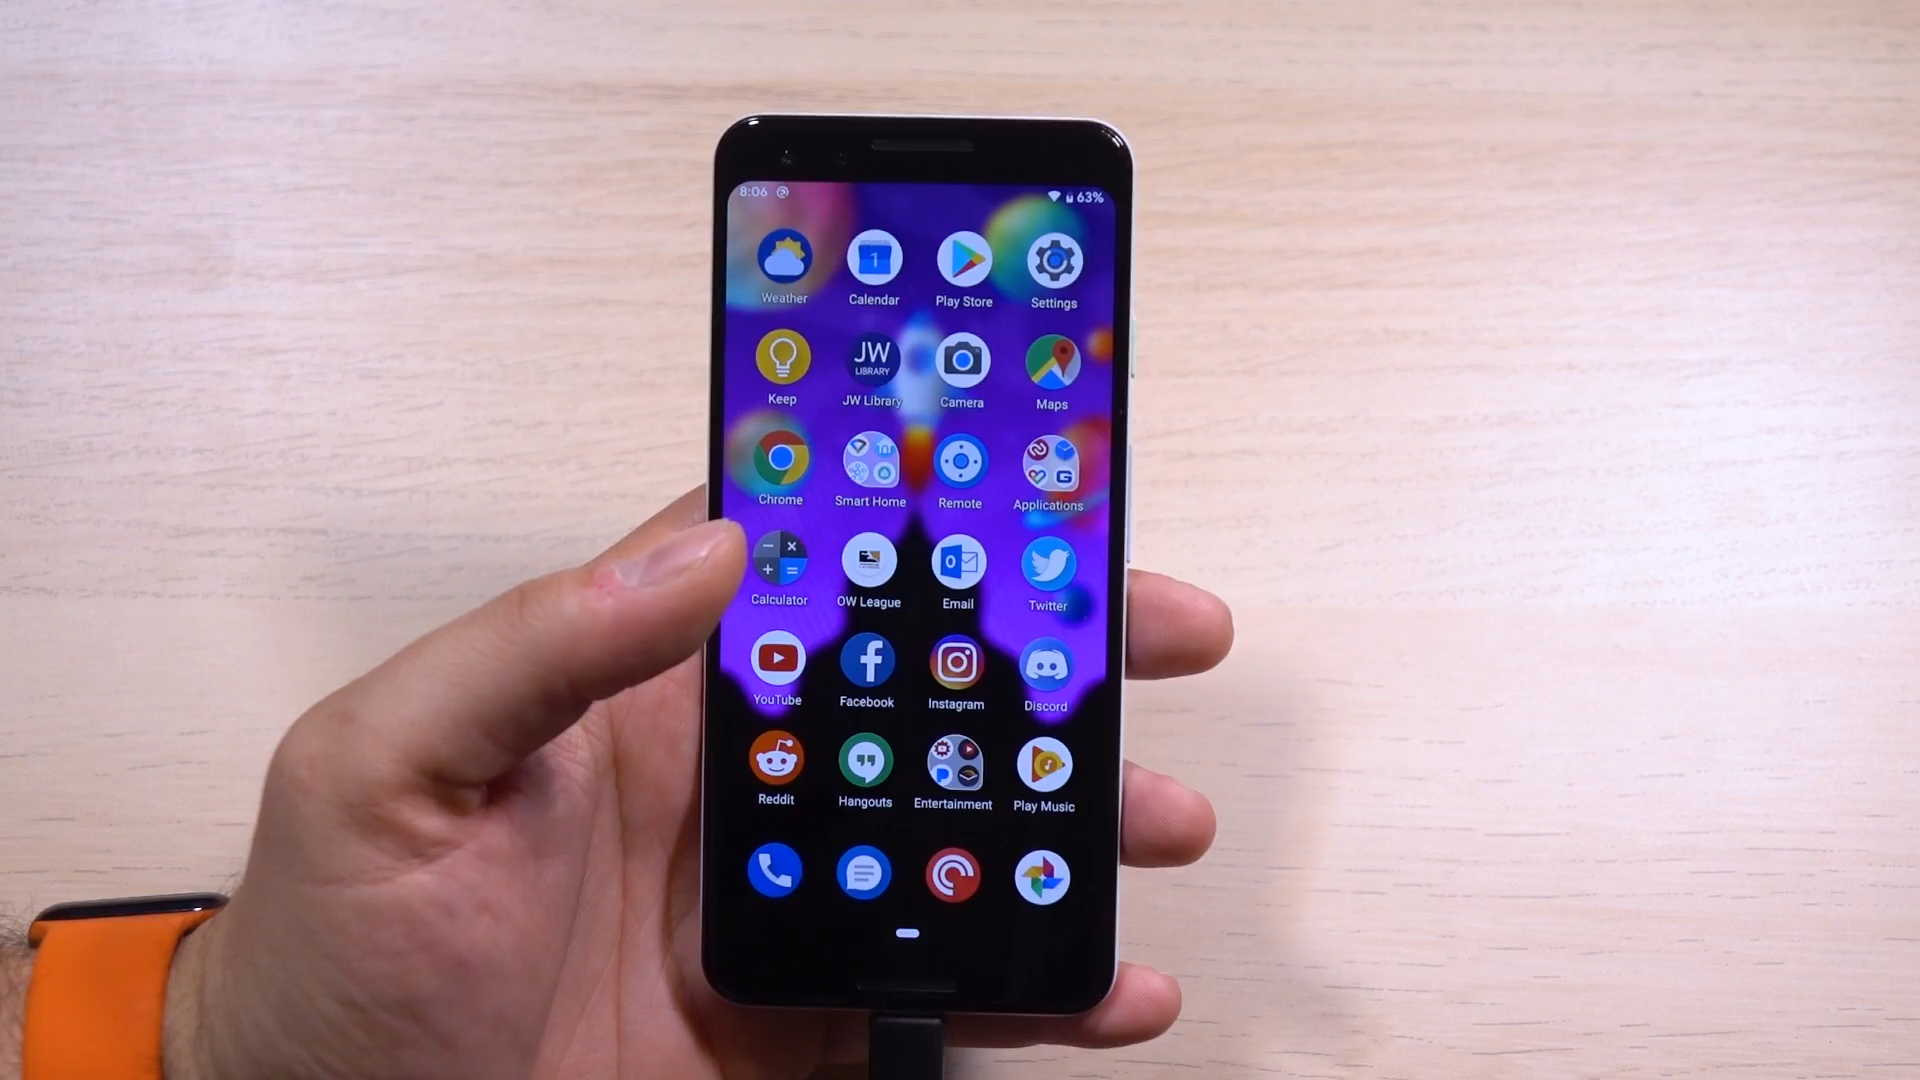 8:06 63%
1
Weather Calendar Play Store Settings
JW
LIBRARY
Keep JW Library Camera Maps
G
Chrome Smart Home Remote Applications
O
Calculator OW League Email Twitter
YouTube Facebook Instagram Discord
Reddit Hangouts Entertainment Play Music